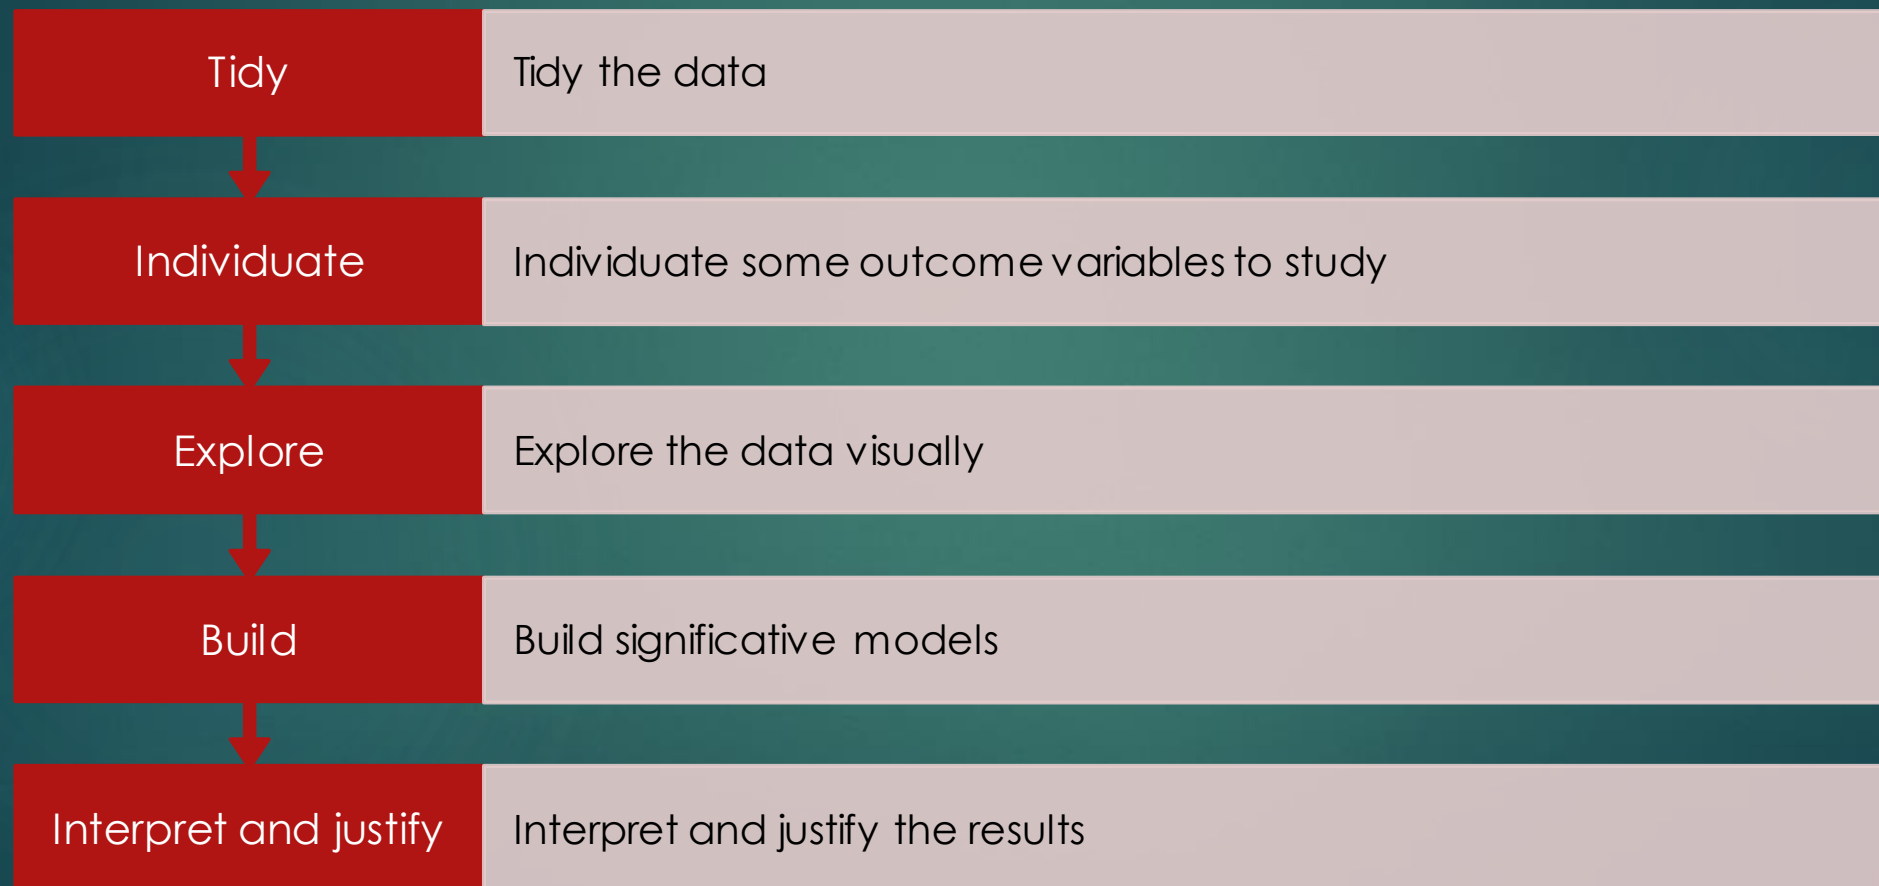 Tidy
Tidy the data
Individuate
Individuate some outcome variables to study
Explore
Explore the data visually
Build
Build significative models
Interpret and justify
Interpret and justify the results